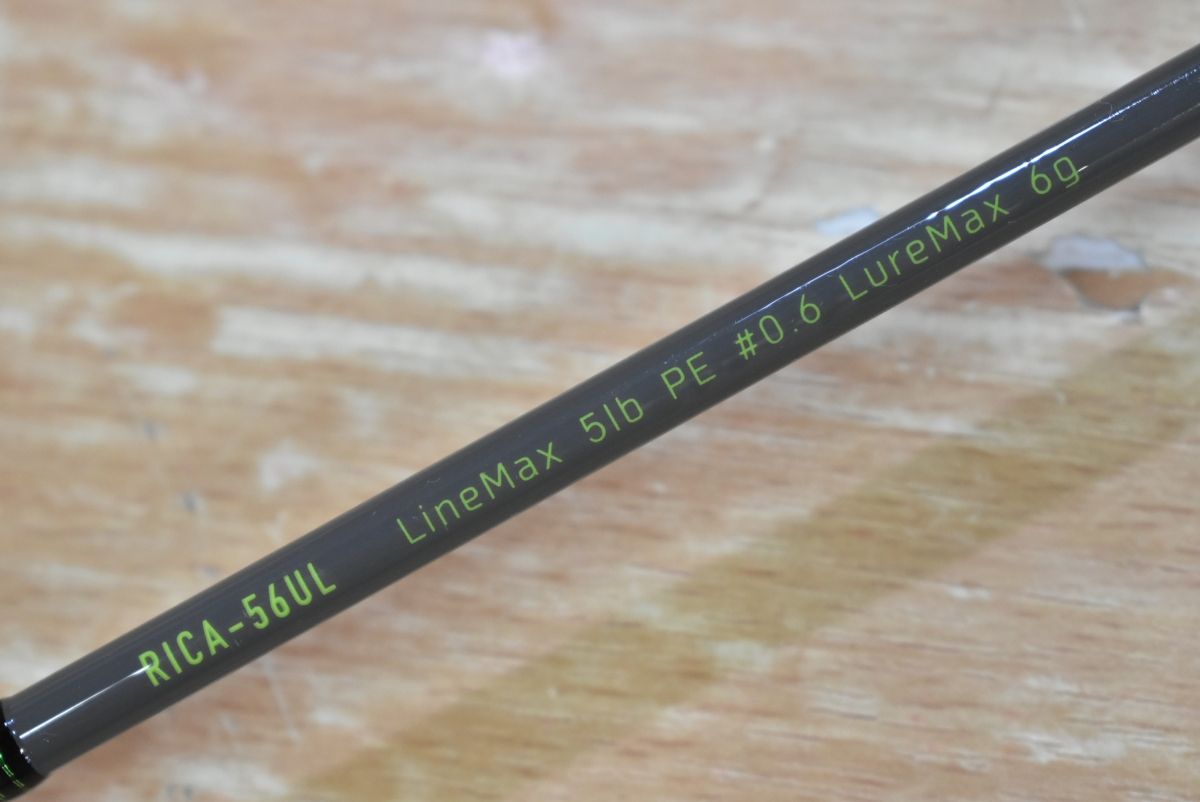 RICA-56UL LineMax 5lb PE #0.6 LureMax 6g